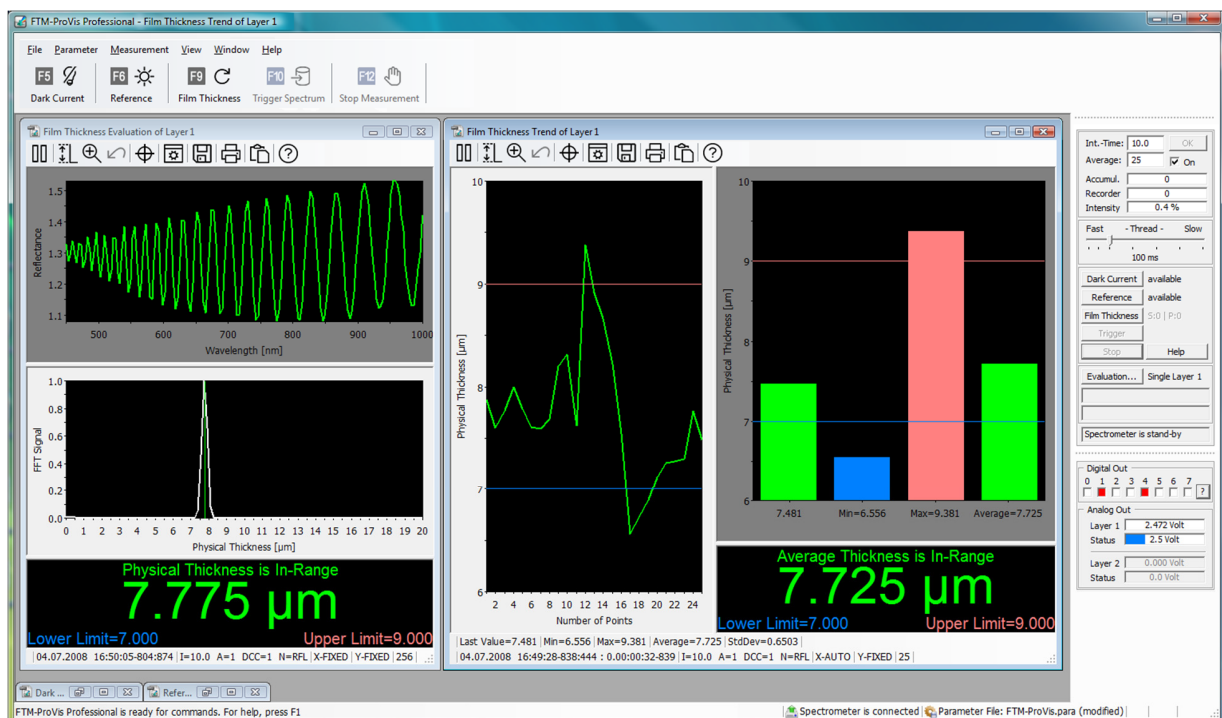 FTM-ProVis Professional - Film Thickness Trend of Layer 1
File Parameter Measurement View Window Help
F5 F6 F9 F10 F12
Dark Current Reference Film Thickness Trigger Spectrum Stop Measurement
Film Thickness Evaluation of Layer 1
1.5
1.4
1.3
1.2
1.1
Reflectance
500 600 700 800 900 1000
Wavelength [nm]
1.0
0.8
0.6
0.4
0.2
0.0
FFT Signal
0 1 2 3 4 5 6 7 8 9 10 11 12 13 14 15 16 17 18 19 20
Physical Thickness [µm]
Physical Thickness is In-Range
7.775 µm
Lower Limit=7.000 Upper Limit=9.000
04.07.2008 16:50:05-804:874 I=10.0 A=1 DCC=1 N=RFL X-FIXED Y-FIXED 256
Film Thickness Trend of Layer 1
10
9
8
7
6
Physical Thickness [µm]
2 4 6 8 10 12 14 16 18 20 22 24
Number of Points
10
9
8
7
6
Physical Thickness [µm]
7.481 Min=6.556 Max=9.381 Average=7.725
Average Thickness is In-Range
7.725 µm
Lower Limit=7.000 Upper Limit=9.000
Last Value=7.481 Min=6.556 Max=9.381 Average=7.725 StdDev=0.6503
04.07.2008 16:49:28-838:444 : 0.00:00:32-839 I=10.0 A=1 DCC=1 N=RFL X-AUTO Y-FIXED 25
Int.-Time: 10.0 OK
Average: 25 On
Accumul. 0
Recorder 0
Intensity 0.4 %
Fast - Thread - Slow
100 ms
Dark Current available
Reference available
Film Thickness S:0 | P:0
Trigger
Stop Help
Evaluation... Single Layer 1
Spectrometer is stand-by
Digital Out
0 1 2 3 4 5 6 7
?
Analog Out
Layer 1 2.472 Volt
Status 2.5 Volt
Layer 2 0.000 Volt
Status 0.0 Volt
Dark ... Refer...
FTM-ProVis Professional is ready for commands. For help, press F1
Spectrometer is connected Parameter File: FTM-ProVis.para (modified)